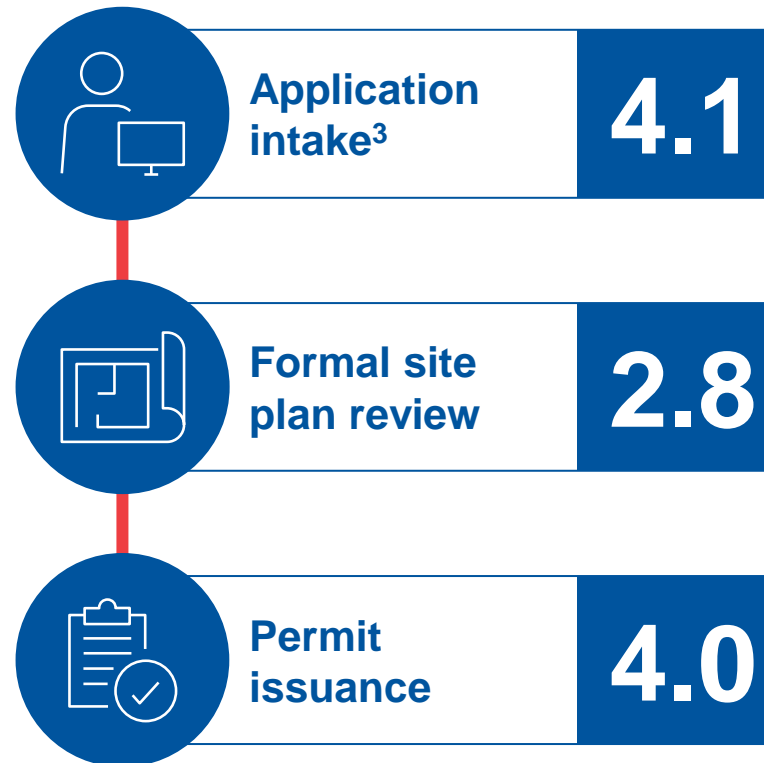 Application
intake³
4.1
Formal site
plan review
2.8
Permit
issuance
4.0